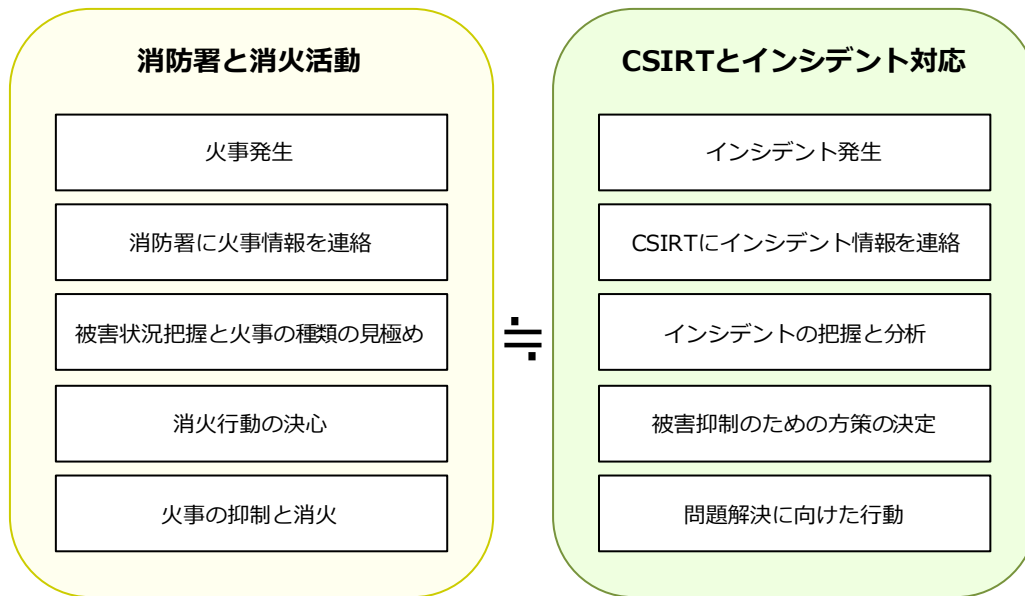 消防署と消火活動
火事発生
消防署に火事情報を連絡
被害状況把握と火事の種類の見極め
消火行動の決心
火事の抑制と消火
≒
CSIRTとインシデント対応
インシデント発生
CSIRTにインシデント情報を連絡
インシデントの把握と分析
被害抑制のための方策の決定
問題解決に向けた行動